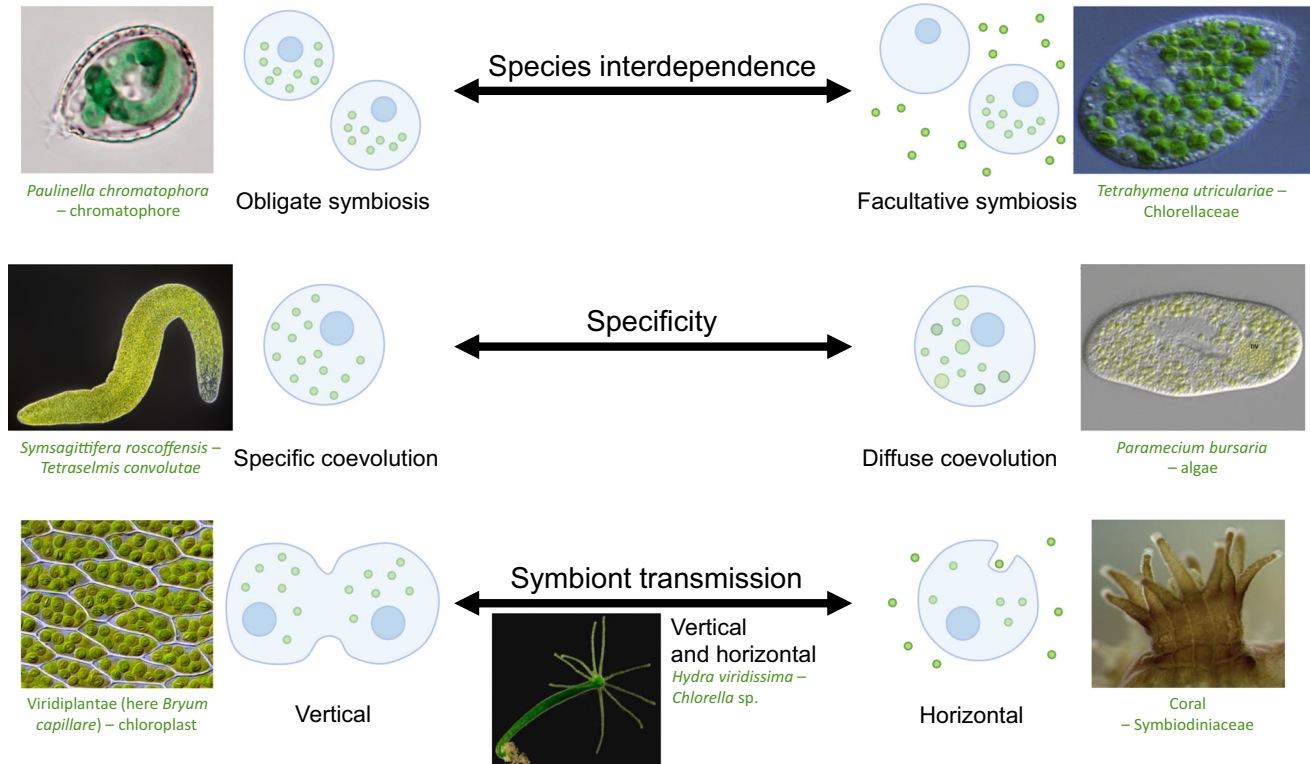 Species interdependence
Paulinella chromatophora
– chromatophore
Obligate symbiosis
Facultative symbiosis
Tetrahymena utriculariae –
Chlorellaceae
Specificity
DV
Symsagittifera roscoffensis –
Tetraselmis convolutae
Specific coevolution
Diffuse coevolution
Paramecium bursaria
– algae
Symbiont transmission
Vertical
and horizontal
Hydra viridissima –
Chlorella sp.
Viridiplantae (here Bryum
capillare) – chloroplast
Vertical
Horizontal
Coral
– Symbiodiniaceae